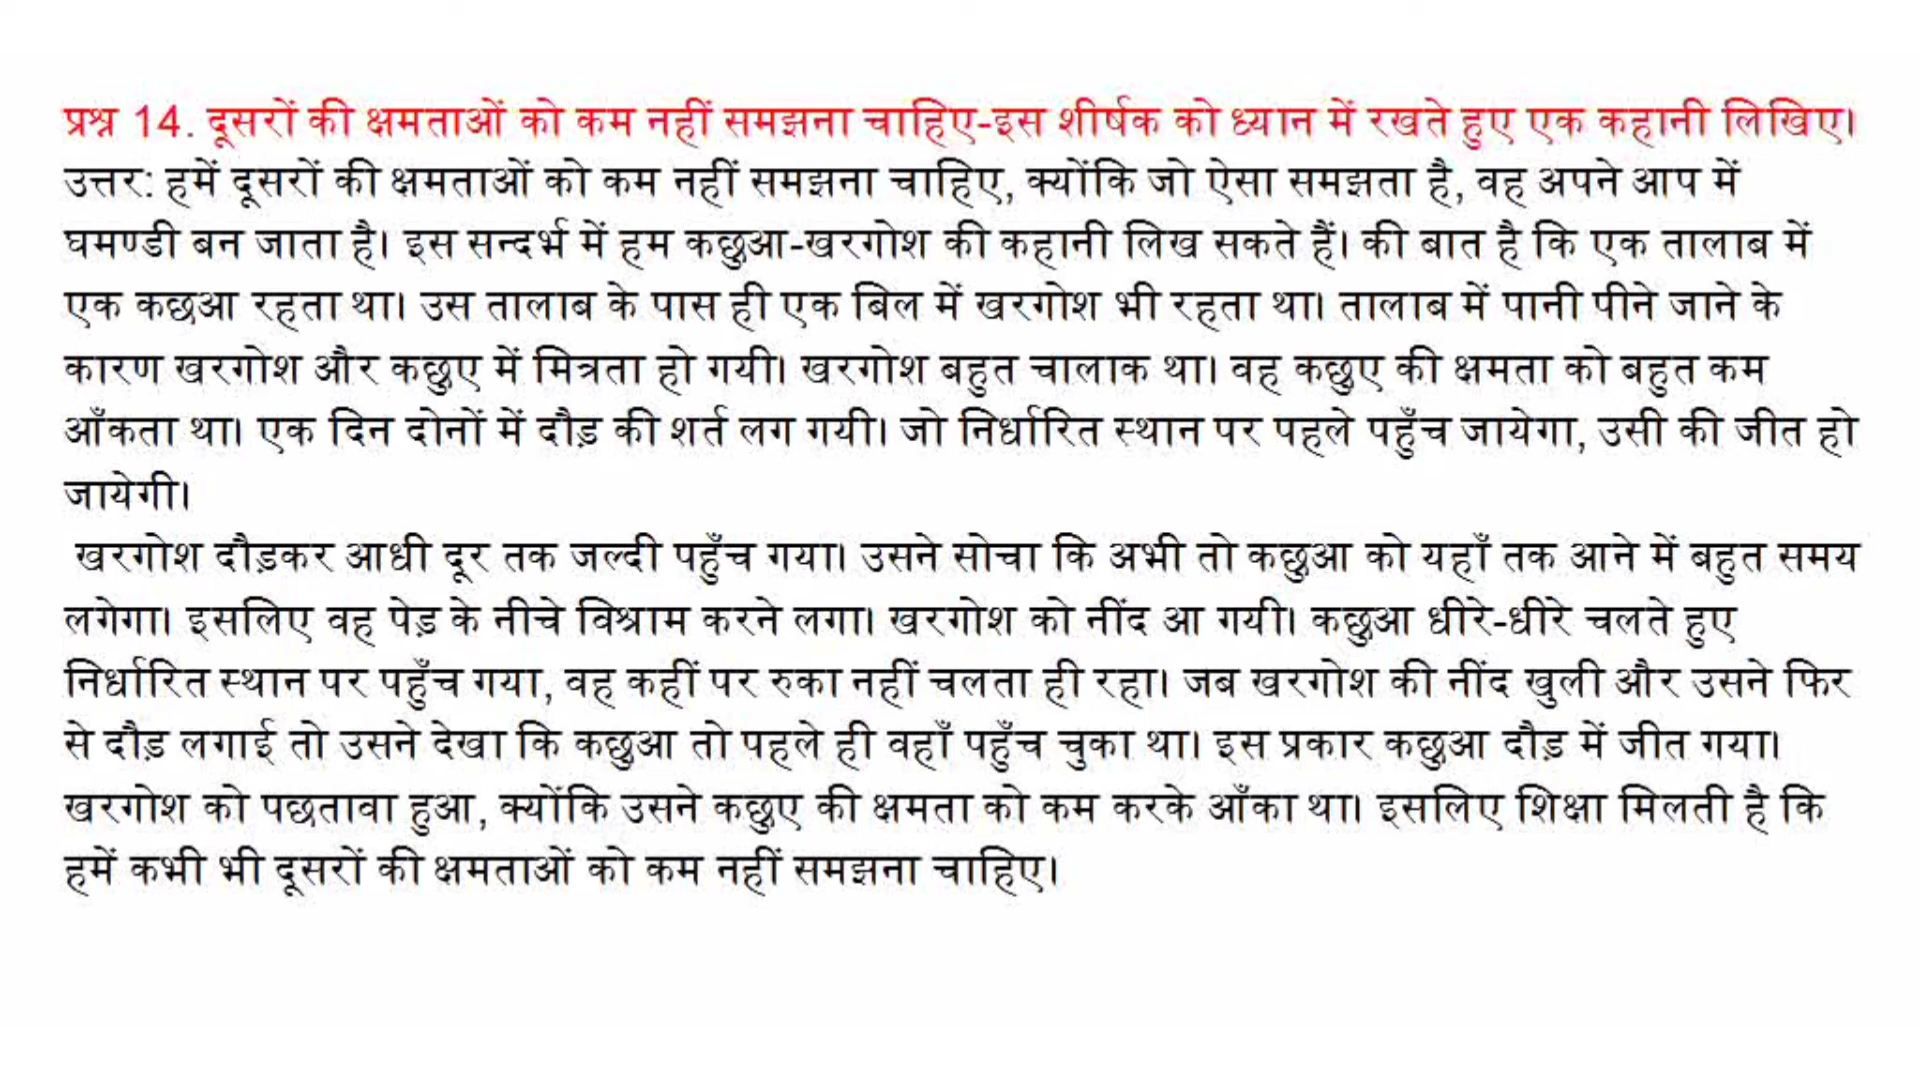 प्रश्न 14. दूसरों की क्षमताओं को कम नहीं समझना चाहिए-इस शीर्षक को ध्यान में रखते हुए एक कहानी लिखिए।
उत्तर: हमें दूसरों की क्षमताओं को कम नहीं समझना चाहिए, क्योंकि जो ऐसा समझता है, वह अपने आप में
घमण्डी बन जाता है। इस सन्दर्भ में हम कछुआ-खरगोश की कहानी लिख सकते हैं। की बात है कि एक तालाब में
एक कछआ रहता था। उस तालाब के पास ही एक बिल में खरगोश भी रहता था। तालाब में पानी पीने जाने के
कारण खरगोश और कछुए में मित्रता हो गयी। खरगोश बहुत चालाक था। वह कछुए की क्षमता को बहुत कम
आँकता था। एक दिन दोनों में दौड़ की शर्त लग गयी। जो निर्धारित स्थान पर पहले पहुँच जायेगा, उसी की जीत हो
जायेगी।
खरगोश दौड़कर आधी दूर तक जल्दी पहुँच गया। उसने सोचा कि अभी तो कछुआ को यहाँ तक आने में बहुत समय
लगेगा। इसलिए वह पेड़ के नीचे विश्राम करने लगा। खरगोश को नींद आ गयी। कछुआ धीरे-धीरे चलते हुए
निर्धारित स्थान पर पहुँच गया, वह कहीं पर रुका नहीं चलता ही रहा। जब खरगोश की नींद खुली और उसने फिर
से दौड़ लगाई तो उसने देखा कि कछुआ तो पहले ही वहाँ पहुँच चुका था। इस प्रकार कछुआ दौड़ में जीत गया।
खरगोश को पछतावा हुआ, क्योंकि उसने कछुए की क्षमता को कम करके आँका था। इसलिए शिक्षा मिलती है कि
हमें कभी भी दूसरों की क्षमताओं को कम नहीं समझना चाहिए।